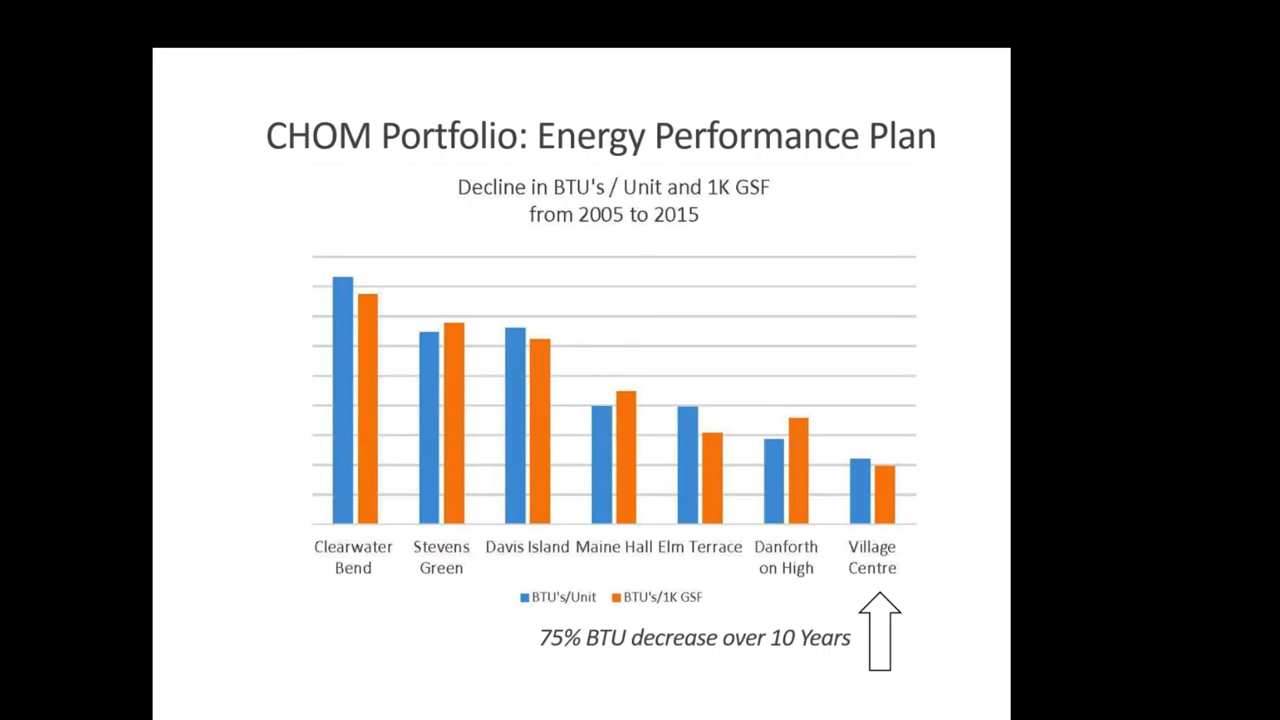 CHOM Portfolio: Energy Performance Plan
Decline in BTU's / Unit and 1K GSF
from 2005 to 2015
Clearwater Bend
Stevens Green
Davis Island
Maine Hall
Elm Terrace
Danforth on High
Village Centre
BTU's/Unit
BTU's/1K GSF
75% BTU decrease over 10 Years